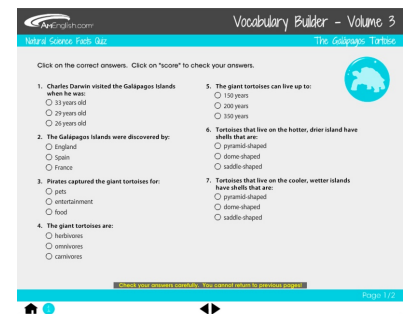 AmEnglish.com
Vocabulary Builder - Volume 3
Natural Science Facts Quiz
The Galápagos Tortoise
Click on the correct answers. Click on "score" to check your answers.
1. Charles Darwin visited the Galápagos Islands
when he was:
33 years old
29 years old
26 years old
2. The Galápagos Islands were discovered by:
England
Spain
France
3. Pirates captured the giant tortoises for:
pets
entertainment
food
4. The giant tortoises are:
herbivores
omnivores
carnivores
5. The giant tortoises can live up to:
150 years
200 years
350 years
6. Tortoises that live on the hotter, drier island have
shells that are:
pyramid-shaped
dome-shaped
saddle-shaped
7. Tortoises that live on the cooler, wetter islands
have shells that are:
pyramid-shaped
dome-shaped
saddle-shaped
Check your answers carefully. You cannot return to previous pages!
Page 1/2